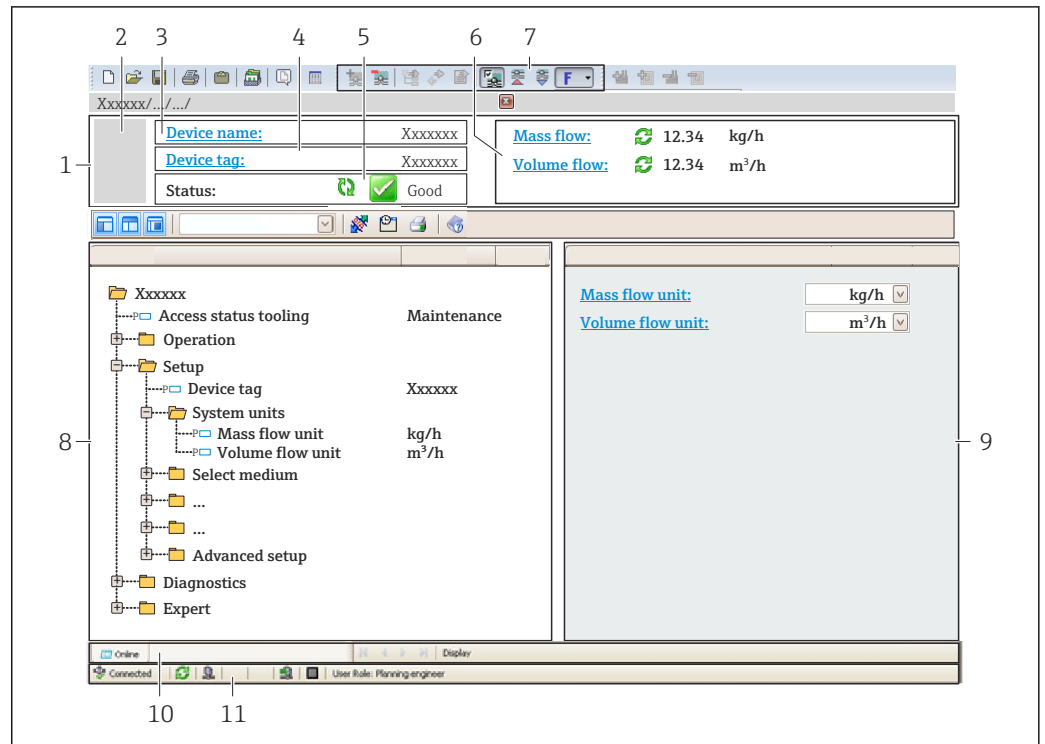 2 3 4 5 6 7
F
Xxxxxx/.../.../
1
Device name: Xxxxxxx
Device tag: Xxxxxxx
Status: Good
Mass flow: 12.34 kg/h
Volume flow: 12.34 m³/h
Xxxxxx
P Access status tooling Maintenance
Operation
Setup
P Device tag Xxxxxx
System units
P Mass flow unit kg/h
P Volume flow unit m³/h
Select medium
...
...
Advanced setup
Diagnostics
Expert
8
Mass flow unit: kg/h
Volume flow unit: m³/h
9
Online Display
Connected User Role: Planning engineer
10 11